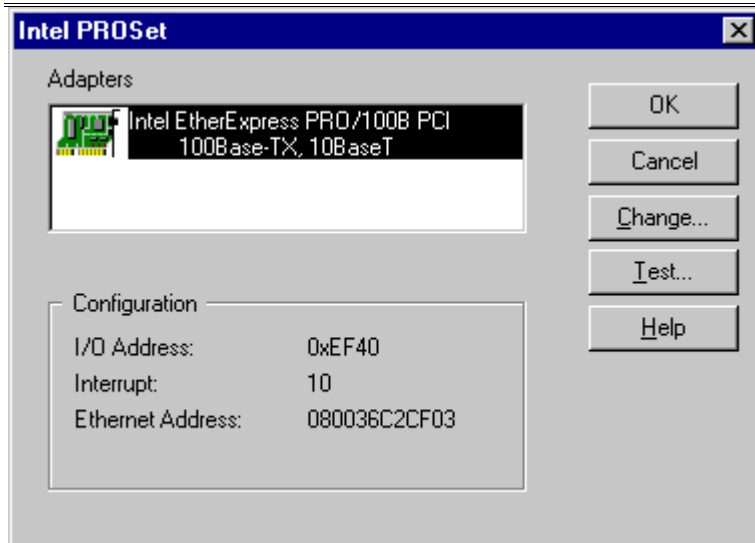 Intel PROSet
Adapters
Intel EtherExpress PRO/100B PCI
100Base-TX, 10BaseT
OK
Cancel
Change...
Test...
Help
Configuration
I/O Address: 0xEF40
Interrupt: 10
Ethernet Address: 080036C2CF03